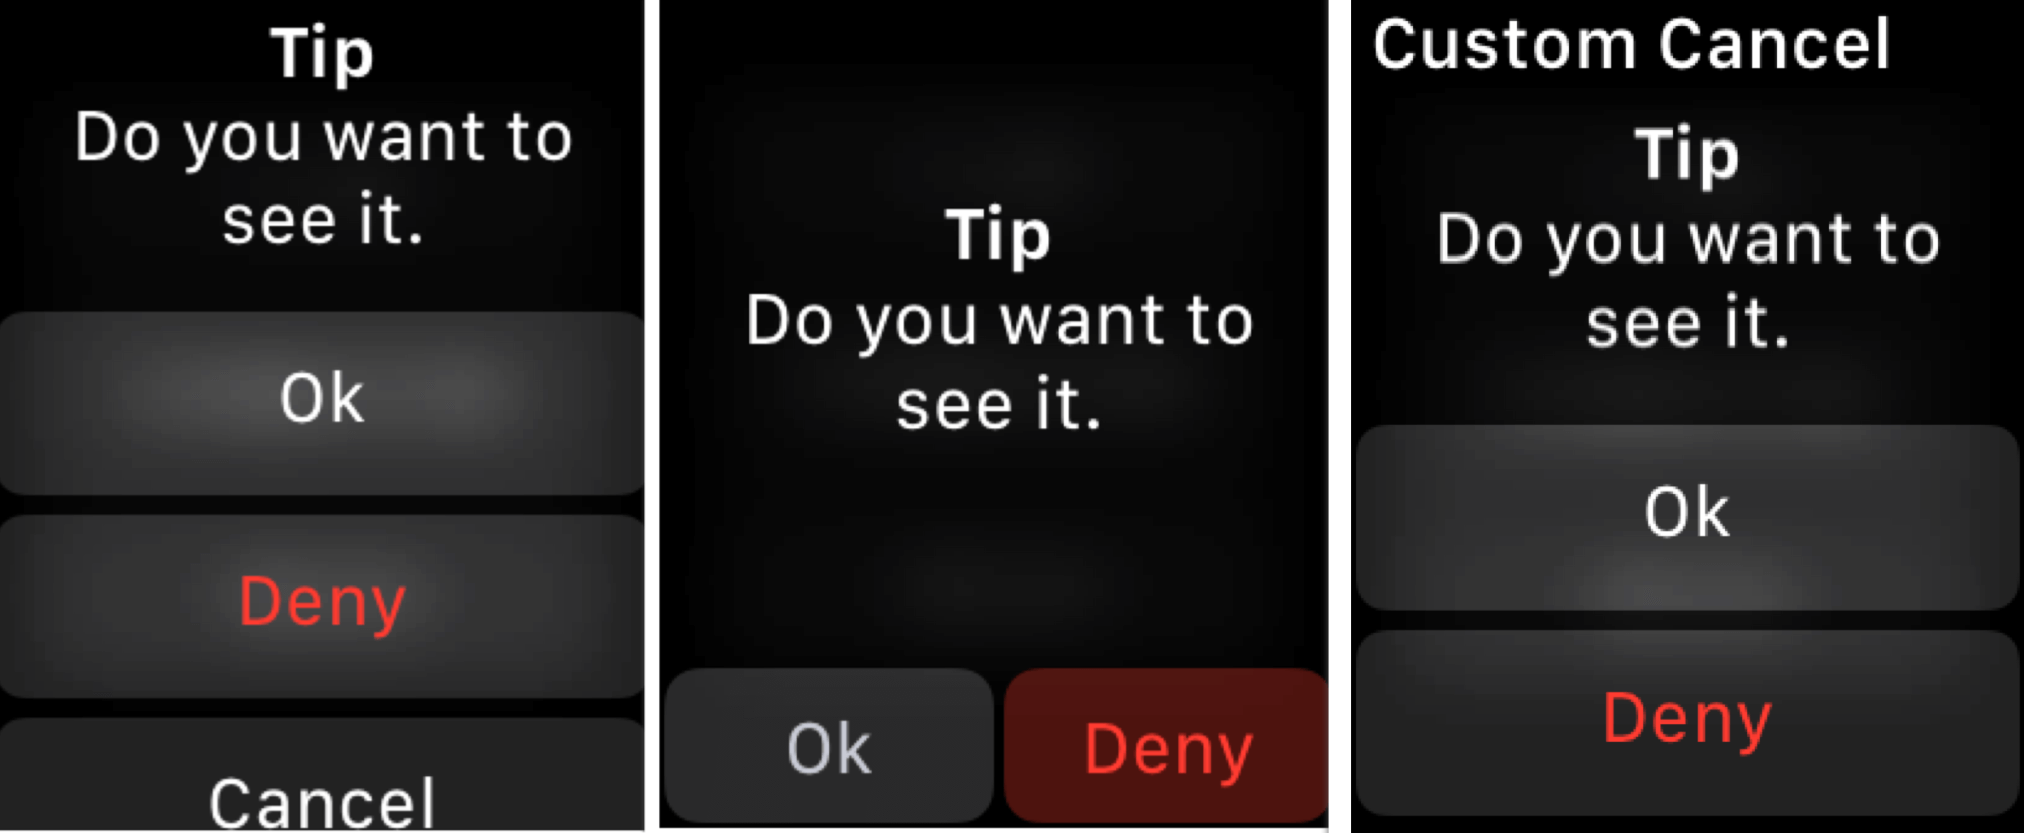 Tip
Do you want to
see it.
Ok
Deny
Cancel
Tip
Do you want to
see it.
Ok
Deny
Custom Cancel
Tip
Do you want to
see it.
Ok
Deny